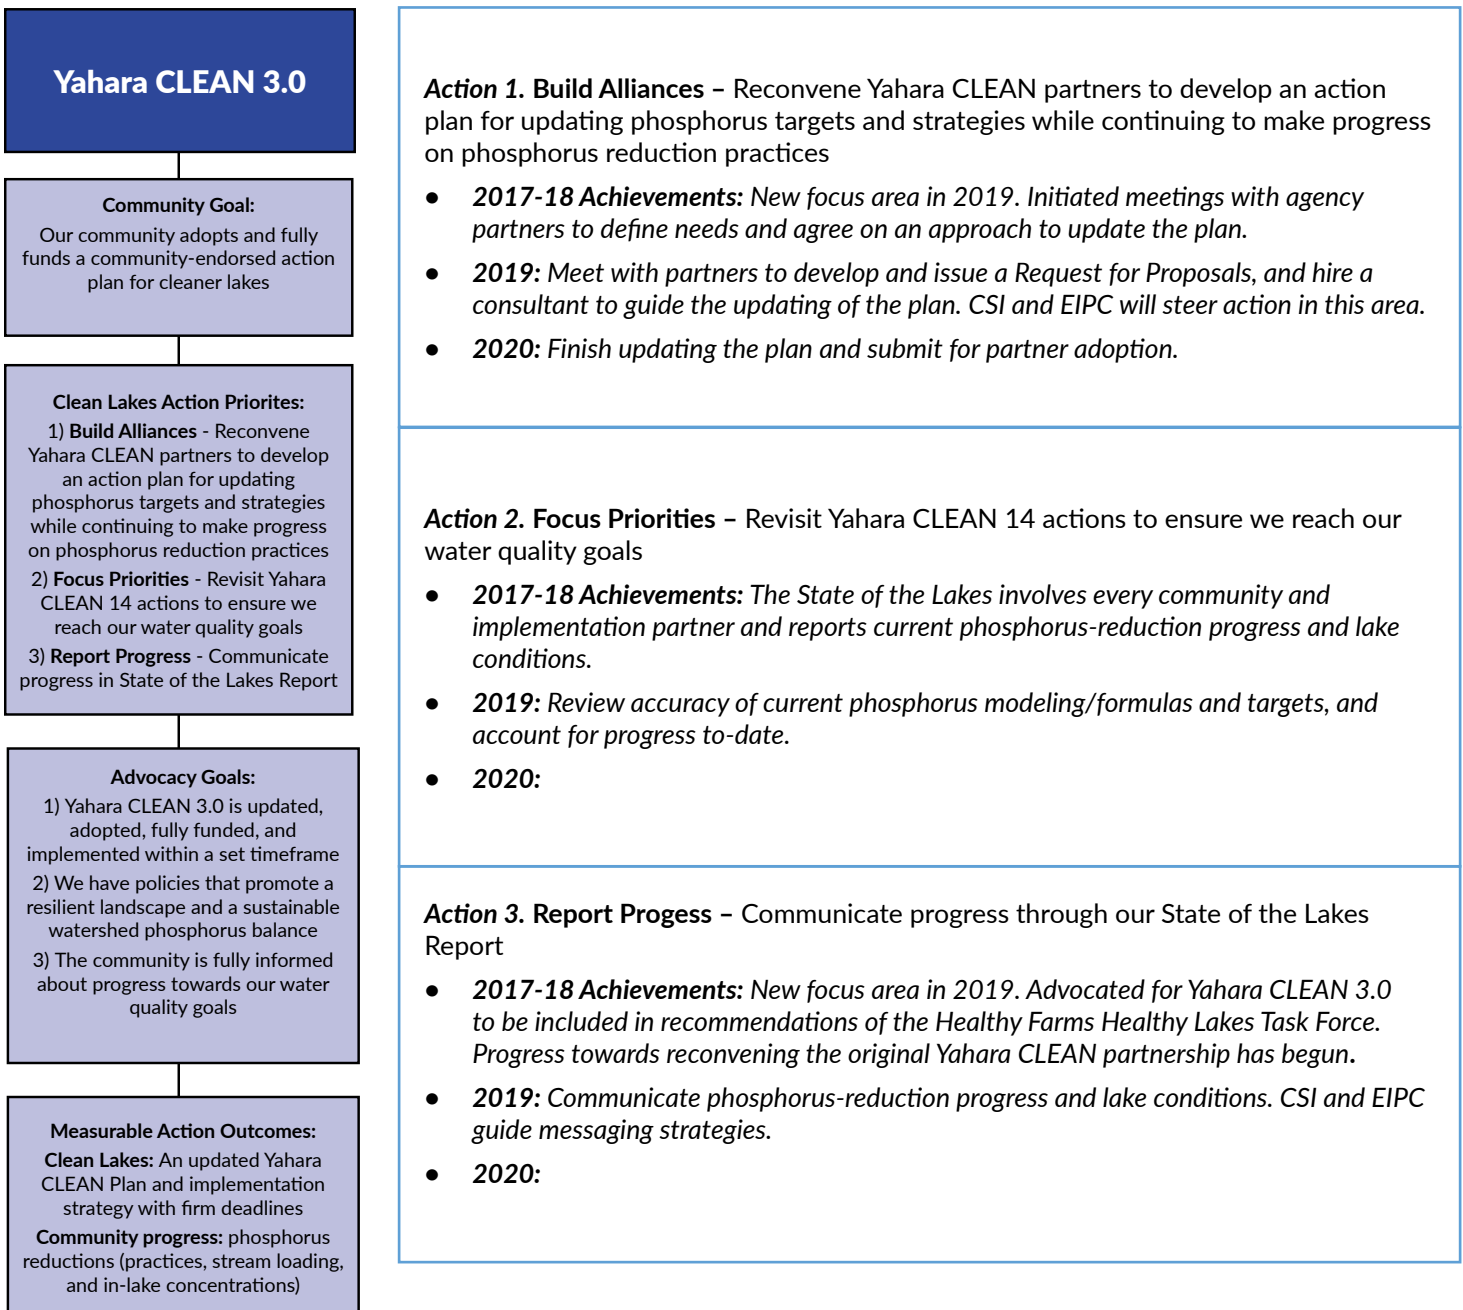 Yahara CLEAN 3.0
Community Goal:
Our community adopts and fully
funds a community-endorsed action
plan for cleaner lakes
Clean Lakes Action Priorites:
1) Build Alliances - Reconvene
Yahara CLEAN partners to develop
an action plan for updating
phosphorus targets and strategies
while continuing to make progress
on phosphorus reduction practices
2) Focus Priorities - Revisit Yahara
CLEAN 14 actions to ensure we
reach our water quality goals
3) Report Progress - Communicate
progress in State of the Lakes Report
Advocacy Goals:
1) Yahara CLEAN 3.0 is updated,
adopted, fully funded, and
implemented within a set timeframe
2) We have policies that promote a
resilient landscape and a sustainable
watershed phosphorus balance
3) The community is fully informed
about progress towards our water
quality goals
Measurable Action Outcomes:
Clean Lakes: An updated Yahara
CLEAN Plan and implementation
strategy with firm deadlines
Community progress: phosphorus
reductions (practices, stream loading,
and in-lake concentrations)
Action 1. Build Alliances – Reconvene Yahara CLEAN partners to develop an action
plan for updating phosphorus targets and strategies while continuing to make progress
on phosphorus reduction practices
● 2017-18 Achievements: New focus area in 2019. Initiated meetings with agency
partners to define needs and agree on an approach to update the plan.
● 2019: Meet with partners to develop and issue a Request for Proposals, and hire a
consultant to guide the updating of the plan. CSI and EIPC will steer action in this area.
● 2020: Finish updating the plan and submit for partner adoption.
Action 2. Focus Priorities – Revisit Yahara CLEAN 14 actions to ensure we reach our
water quality goals
● 2017-18 Achievements: The State of the Lakes involves every community and
implementation partner and reports current phosphorus-reduction progress and lake
conditions.
● 2019: Review accuracy of current phosphorus modeling/formulas and targets, and
account for progress to-date.
● 2020:
Action 3. Report Progess – Communicate progress through our State of the Lakes
Report
● 2017-18 Achievements: New focus area in 2019. Advocated for Yahara CLEAN 3.0
to be included in recommendations of the Healthy Farms Healthy Lakes Task Force.
Progress towards reconvening the original Yahara CLEAN partnership has begun.
● 2019: Communicate phosphorus-reduction progress and lake conditions. CSI and EIPC
guide messaging strategies.
● 2020: